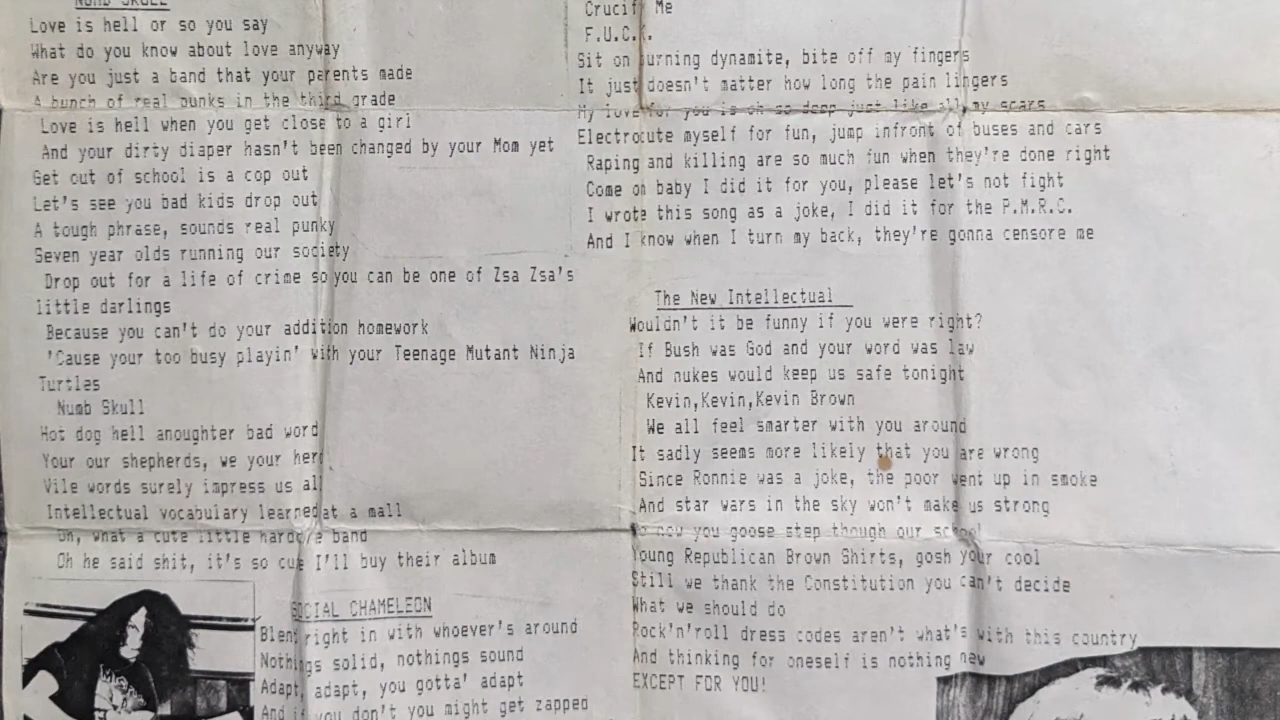 NUMB SKULL
Love is hell or so you say
What do you know about love anyway
Are you just a band that your parents made
A bunch of real punks in the third grade
Love is hell when you get close to a girl
And your dirty diaper hasn't been changed by your Mom yet
Get out of school is a cop out
Let's see you bad kids drop out
A tough phrase, sounds real punky
Seven year olds running our society
Drop out for a life of crime so you can be one of Zsa Zsa's
little darlings
Because you can't do your addition homework
'Cause your too busy playin' with your Teenage Mutant Ninja
Turtles
Numb Skull
Hot dog hell anoughter bad word
Your our shepherds, we your herd
Vile words surely impress us all
Intellectual vocabulary learned at a mall
Oh, what a cute little hardcore band
Oh he said shit, it's so cue I'll buy their album
SOCIAL CHAMELEON
Blent right in with whoever's around
Nothings solid, nothings sound
Adapt, adapt, you gotta' adapt
And if you don't you might get zapped
Crucify Me
F.U.C.K.
Sit on burning dynamite, bite off my fingers
It just doesn't matter how long the pain lingers
My love for you is oh so deep just like all my scars
Electrocute myself for fun, jump infront of buses and cars
Raping and killing are so much fun when they're done right
Come on baby I did it for you, please let's not fight
I wrote this song as a joke, I did it for the P.M.R.C.
And I know when I turn my back, they're gonna censore me
The New Intellectual
Wouldn't it be funny if you were right?
If Bush was God and your word was law
And nukes would keep us safe tonight
Kevin,Kevin,Kevin Brown
We all feel smarter with you around
It sadly seems more likely that you are wrong
Since Ronnie was a joke, the poor went up in smoke
And star wars in the sky won't make us strong
So now you goose step though our school
Young Republican Brown Shirts, gosh your cool
Still we thank the Constitution you can't decide
What we should do
Rock'n'roll dress codes aren't what's with this country
And thinking for oneself is nothing new
EXCEPT FOR YOU!